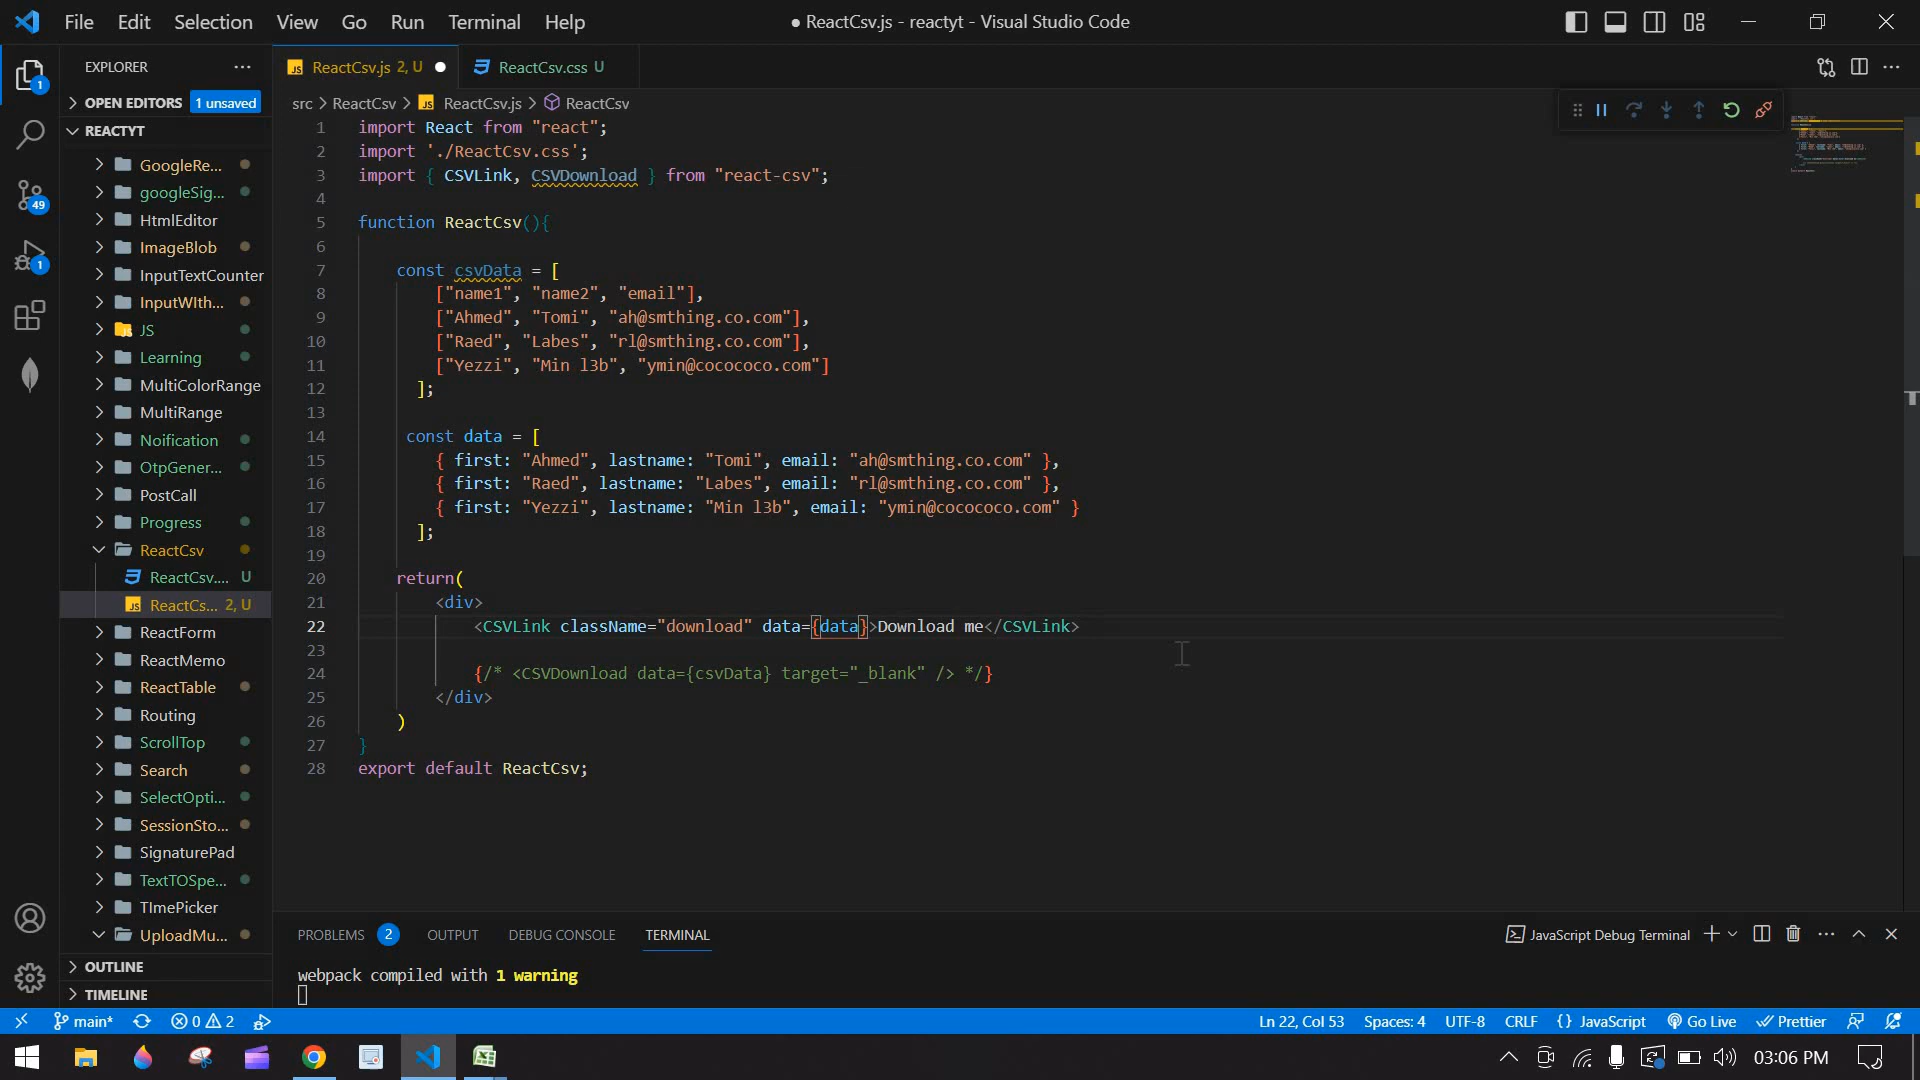 File Edit Selection View Go Run Terminal Help
● ReactCsv.js - reactyt - Visual Studio Code
EXPLORER
OPEN EDITORS 1 unsaved
REACTYT
GoogleRe...
googleSig...
HtmlEditor
ImageBlob
InputTextCounter
InputWIth...
JS
Learning
MultiColorRange
MultiRange
Noification
OtpGener...
PostCall
Progress
ReactCsv
ReactCsv.... U
ReactCs... 2, U
ReactForm
ReactMemo
ReactTable
Routing
ScrollTop
Search
SelectOpti...
SessionSto...
SignaturePad
TextTOSpe...
TImePicker
UploadMu...
OUTLINE
TIMELINE
1
49
1
ReactCsv.js 2, U ●
ReactCsv.css U
src > ReactCsv > JS ReactCsv.js > ReactCsv
1 import React from "react";
2 import './ReactCsv.css';
3 import { CSVLink, CSVDownload } from "react-csv";
4
5 function ReactCsv(){
6
7 const csvData = [
8 ["name1", "name2", "email"],
9 ["Ahmed", "Tomi", "ah@smthing.co.com"],
10 ["Raed", "Labes", "rl@smthing.co.com"],
11 ["Yezzi", "Min l3b", "ymin@cocococo.com"]
12 ];
13
14 const data = [
15 { first: "Ahmed", lastname: "Tomi", email: "ah@smthing.co.com" },
16 { first: "Raed", lastname: "Labes", email: "rl@smthing.co.com" },
17 { first: "Yezzi", lastname: "Min l3b", email: "ymin@cocococo.com" }
18 ];
19
20 return(
21 <div>
22 <CSVLink className="download" data={data}>Download me</CSVLink>
23
24 {/* <CSVDownload data={csvData} target="_blank" /> */}
25 </div>
26 )
27 }
28 export default ReactCsv;
PROBLEMS 2 OUTPUT DEBUG CONSOLE TERMINAL
JavaScript Debug Terminal
webpack compiled with 1 warning
main* 0 2
Ln 22, Col 53 Spaces: 4 UTF-8 CRLF {} JavaScript Go Live Prettier
03:06 PM